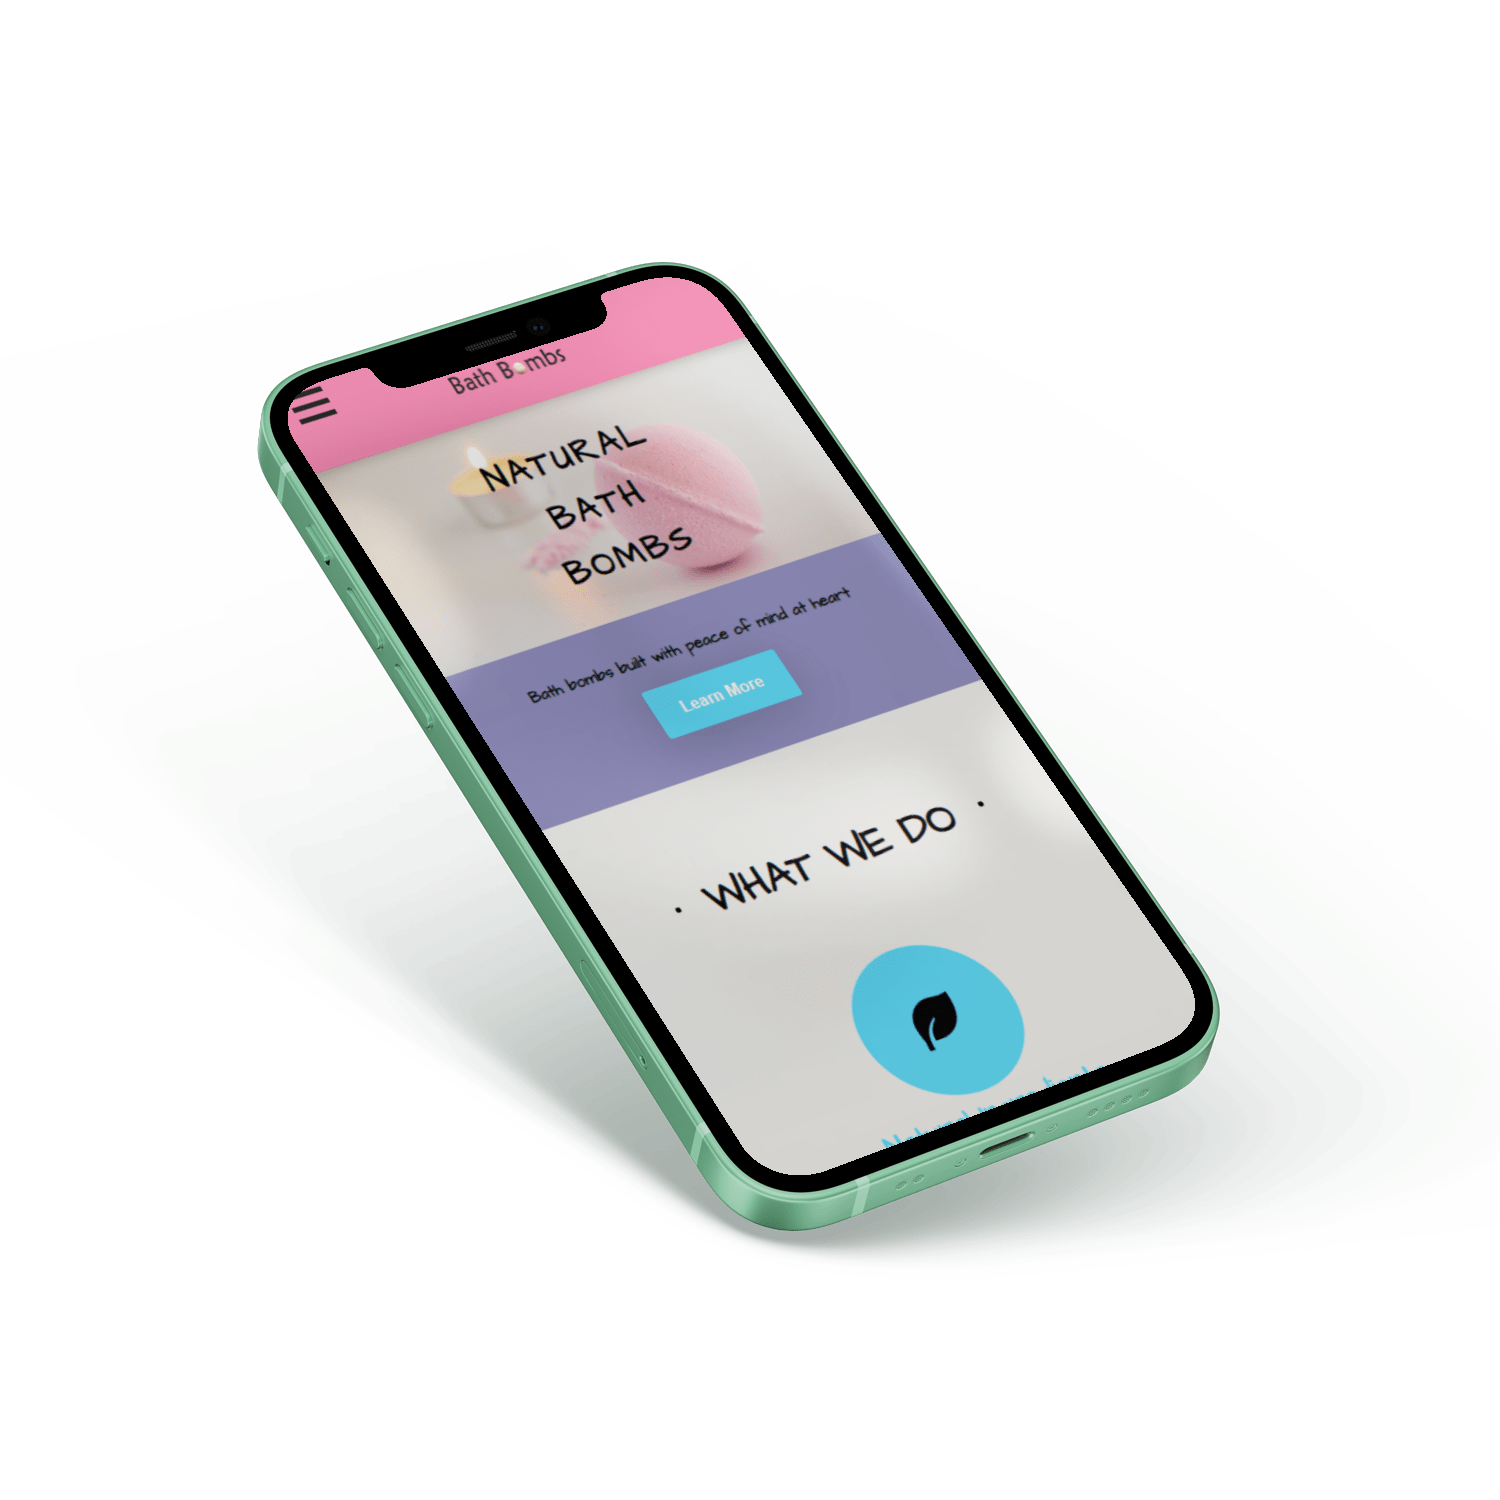 Bath Bombs
NATURAL
BATH
BOMBS
Bath bombs built with peace of mind at heart
Learn More
· WHAT WE DO ·